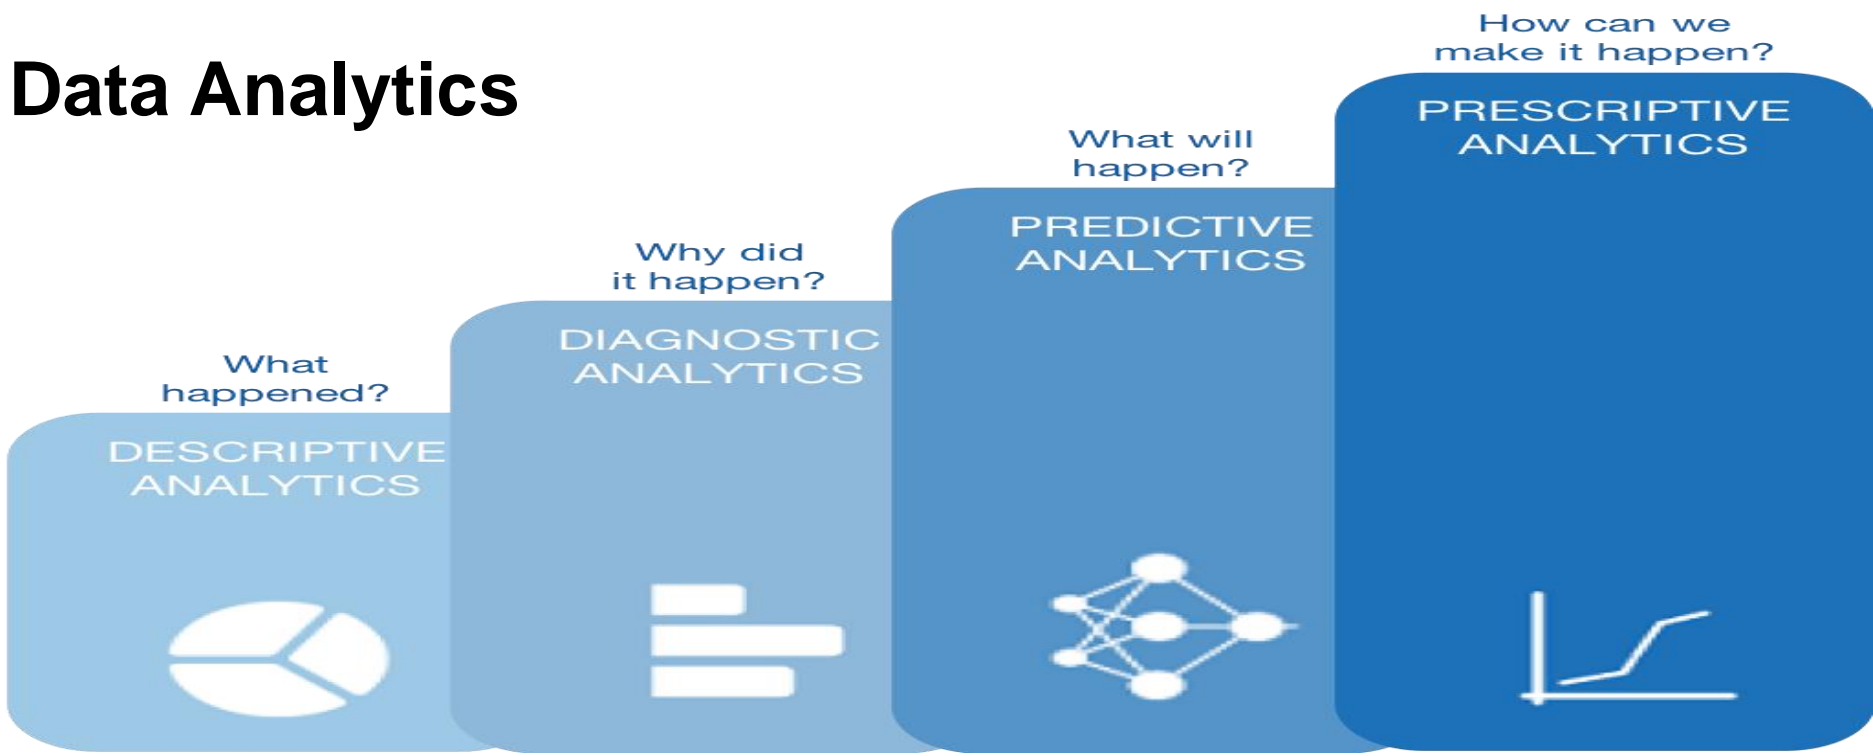 Data Analytics
What
happened?
DESCRIPTIVE
ANALYTICS
Why did
it happen?
DIAGNOSTIC
ANALYTICS
What will
happen?
PREDICTIVE
ANALYTICS
How can we
make it happen?
PRESCRIPTIVE
ANALYTICS